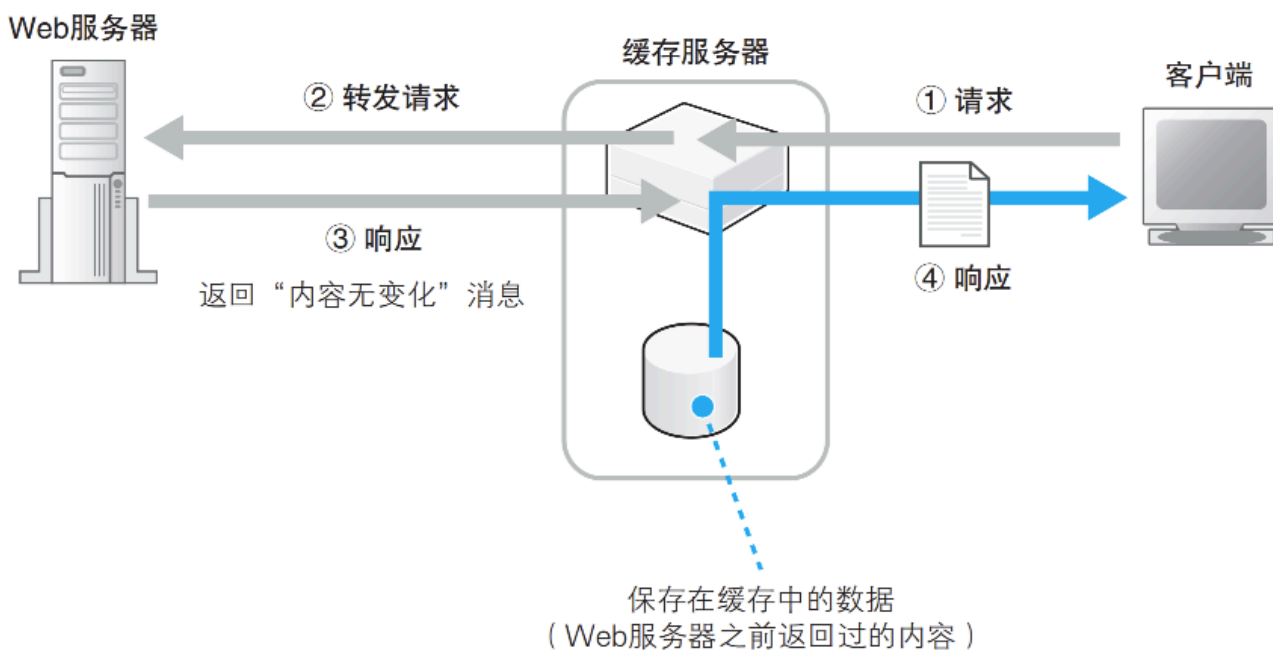 Web服务器
缓存服务器
客户端
② 转发请求
① 请求
③ 响应
返回“内容无变化”消息
④ 响应
保存在缓存中的数据
（Web服务器之前返回过的内容）